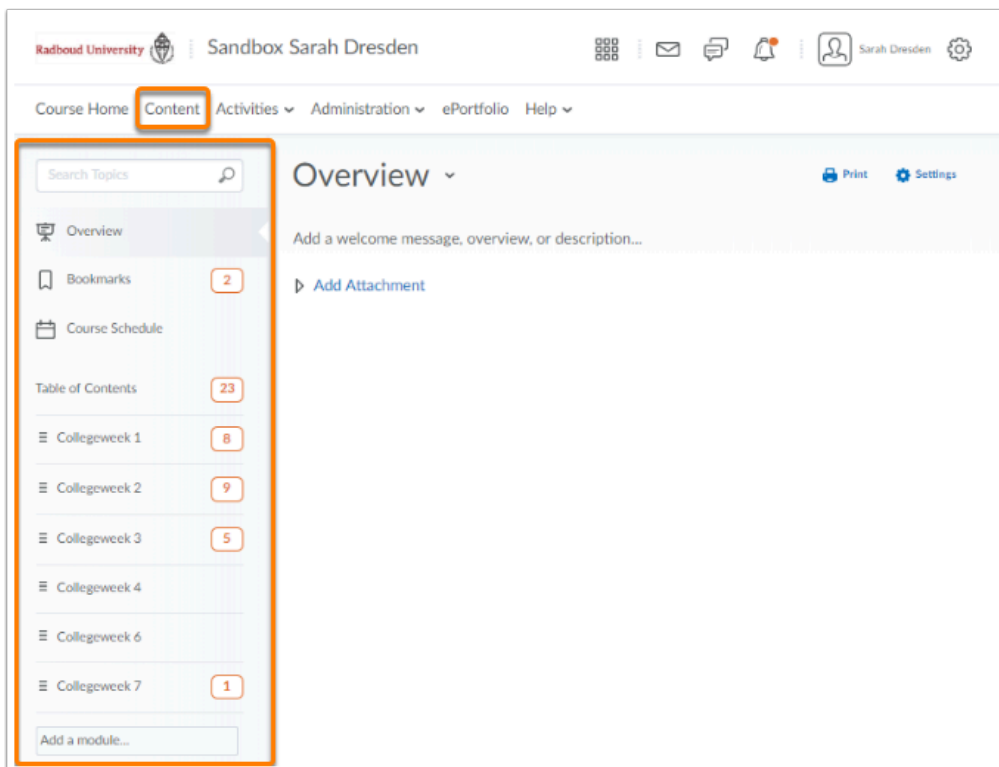 Radboud University Sandbox Sarah Dresden Sarah Dresden
Course Home Content Activities Administration ePortfolio Help
Search Topics
Overview
Bookmarks 2
Course Schedule
Table of Contents 23
Collegeweek 1 8
Collegeweek 2 9
Collegeweek 3 5
Collegeweek 4
Collegeweek 6
Collegeweek 7 1
Add a module...
Overview
Print Settings
Add a welcome message, overview, or description...
Add Attachment